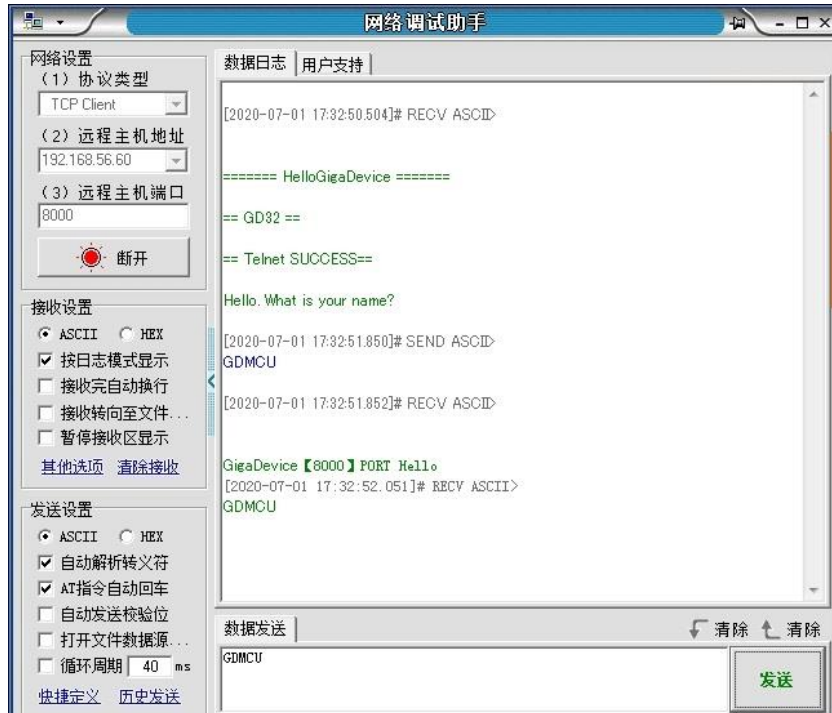 网络调试助手
网络设置
(1) 协议类型
TCP Client
(2) 远程主机地址
192.168.56.60
(3) 远程主机端口
8000
断开
接收设置
ASCII HEX
按日志模式显示
接收完自动换行
接收转向至文件...
暂停接收区显示
其他选项 清除接收
发送设置
ASCII HEX
自动解析转义符
AT指令自动回车
自动发送校验位
打开文件数据源...
循环周期 40 ms
快捷定义 历史发送
数据日志 用户支持
[2020-07-01 17:32:50.504]# RECV ASCII>
======= HelloGigaDevice =======
== GD32 ==
== Telnet SUCCESS==
Hello. What is your name?
[2020-07-01 17:32:51.850]# SEND ASCII>
GDMCU
[2020-07-01 17:32:51.852]# RECV ASCII>
GigaDevice【8000】PORT Hello
[2020-07-01 17:32:52.051]# RECV ASCII>
GDMCU
数据发送 清除 清除
GDMCU
发送